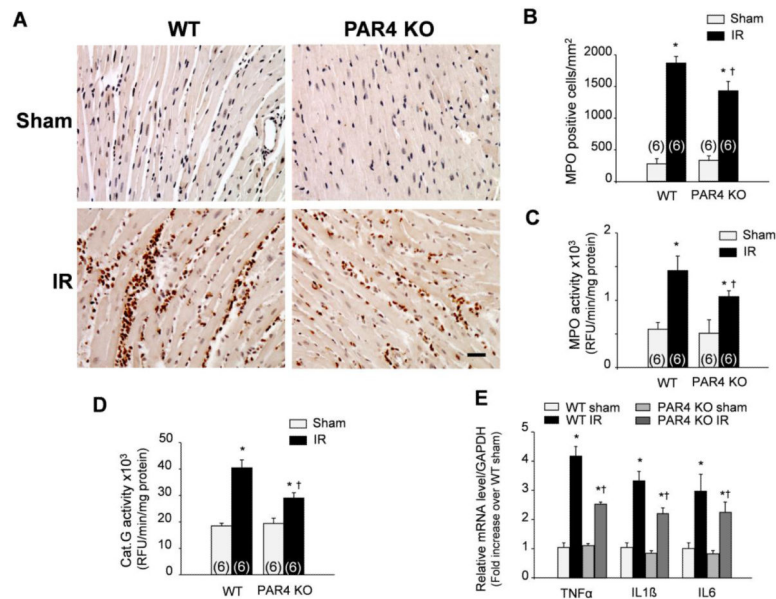 A
WT
PAR4 KO
Sham
IR
B
Sham
IR
MPO positive cells/mm²
2000
1500
1000
500
0
(6) (6) (6) (6)
WT PAR4 KO
*
* †
C
Sham
IR
MPO activity x10³
(RFU/min/mg protein)
2
1
0
(6) (6) (6) (6)
WT PAR4 KO
*
* †
D
Sham
IR
Cat.G activity x10³
(RFU/min/mg protein)
50
40
30
20
10
0
(6) (6) (6) (6)
WT PAR4 KO
*
* †
E
WT sham PAR4 KO sham
WT IR PAR4 KO IR
Relative mRNA level/GAPDH
(Fold increase over WT sham)
5
4
3
2
1
0
*
*†
*
*†
*
*†
TNFα IL1ß IL6